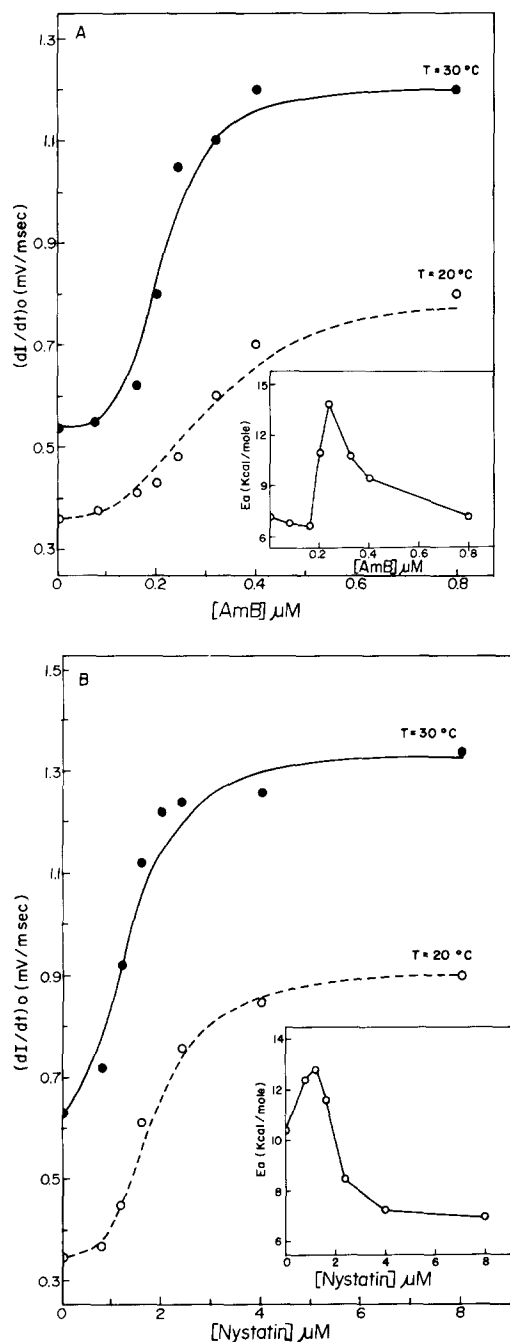 A
1.3
1.1
0.9
0.7
0.5
0.3
(dI/dt)o (mV/msec)
T = 30 °C
T = 20 °C
0
0.2
0.4
0.6
0.8
[AmB] µM
15
12
9
6
Ea (Kcal/mole)
0.2
0.4
0.6
0.8
[AmB] µM
B
1.5
1.3
1.1
0.9
0.7
0.5
0.3
(dI/dt)o (mV/msec)
T = 30 °C
T = 20 °C
0
2
4
6
8
[Nystatin] µM
14
12
10
8
6
Ea (Kcal/mole)
0
2
4
6
8
[Nystatin] µM